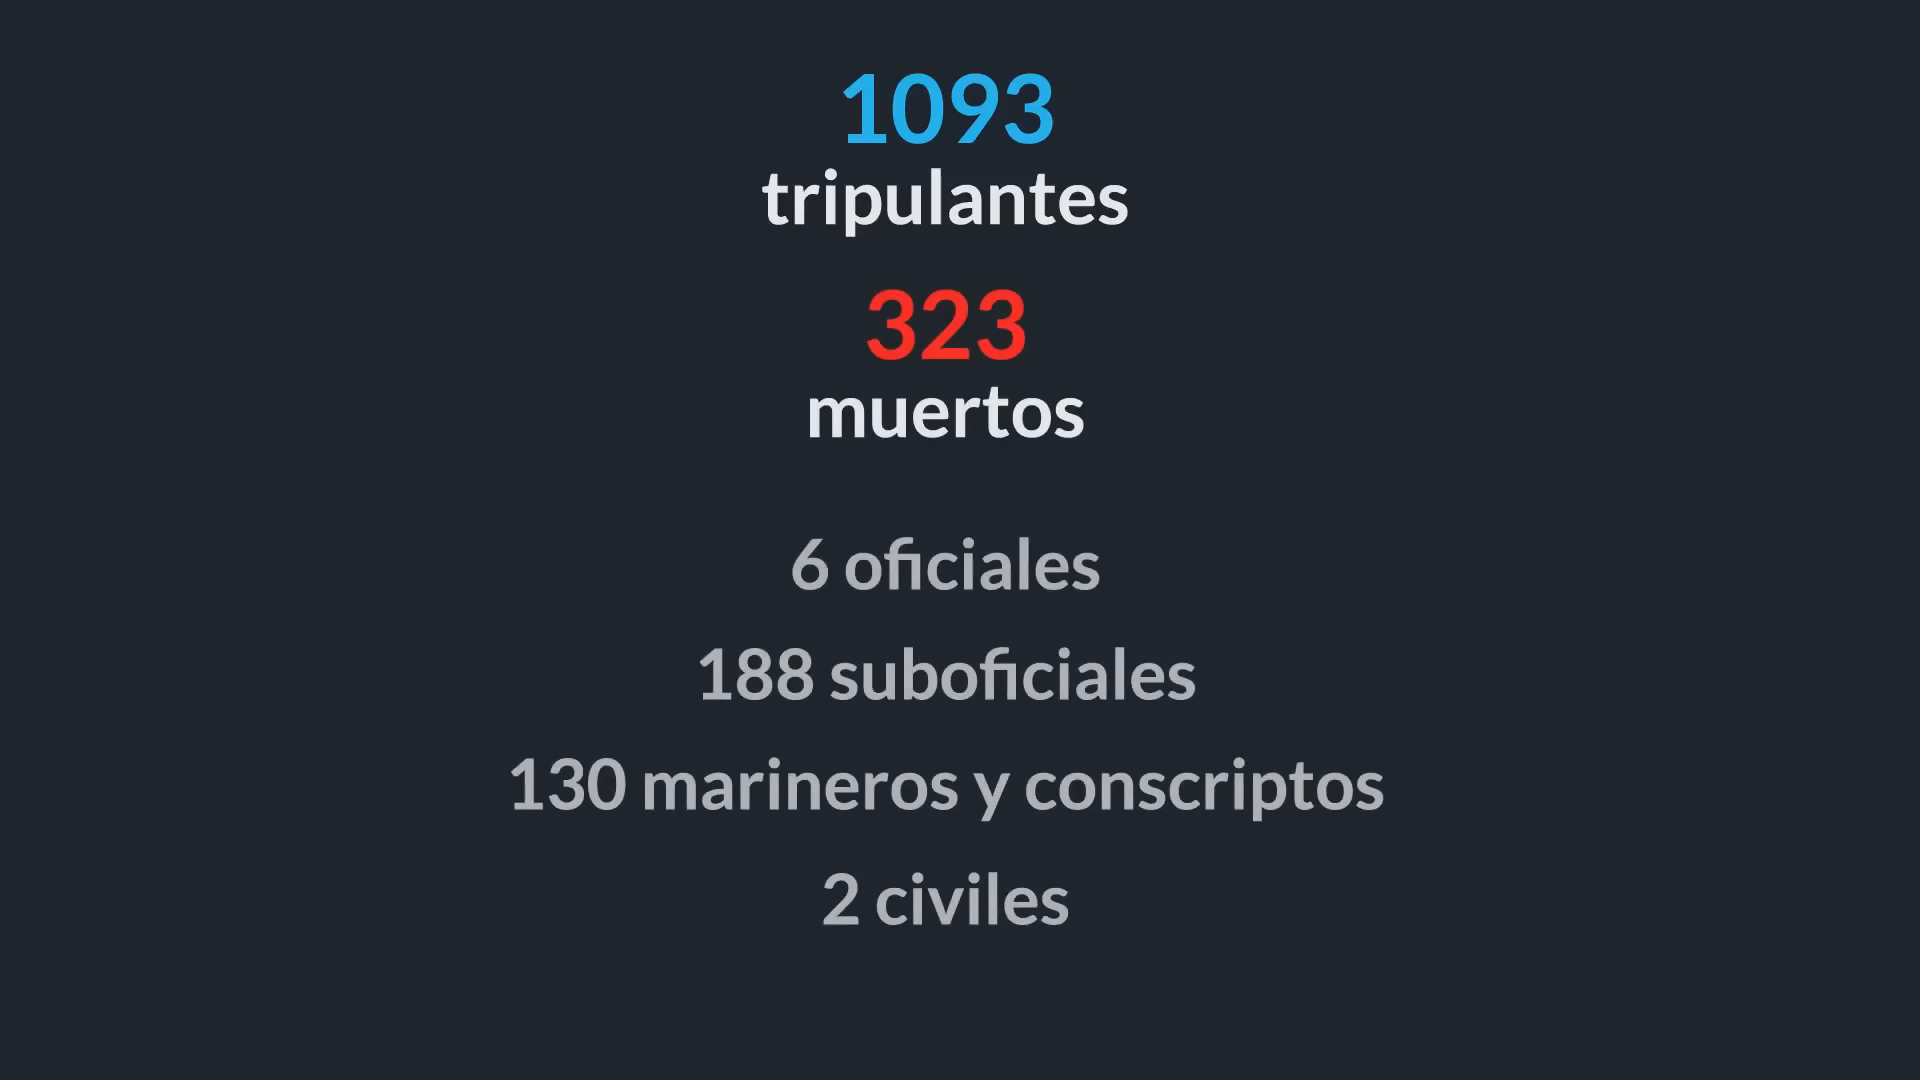 1093
tripulantes
323
muertos
6 oficiales
188 suboficiales
130 marineros y conscriptos
2 civiles